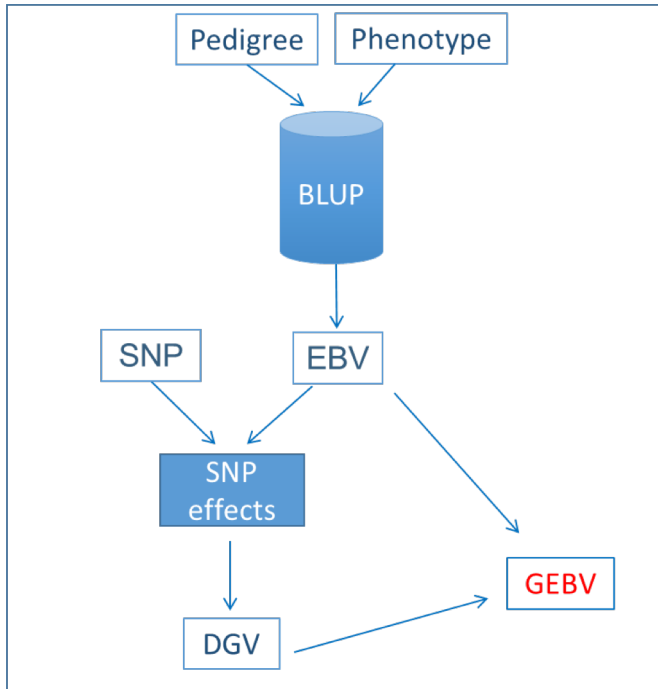 Pedigree
Phenotype
BLUP
SNP
EBV
SNP
effects
GEBV
DGV